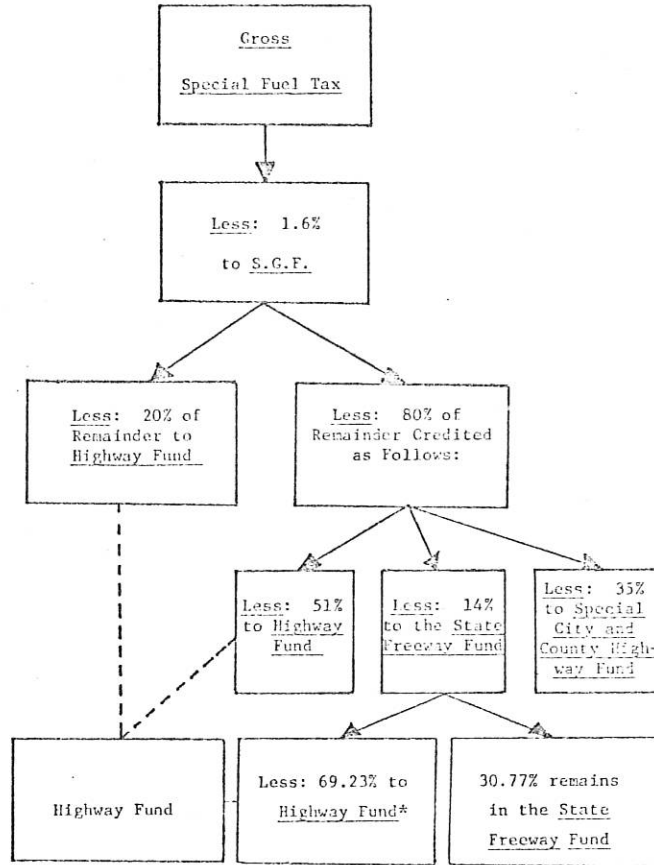 Gross
Special Fuel Tax
Less: 1.6%
to S.G.F.
Less: 20% of
Remainder to
Highway Fund
Less: 80% of
Remainder Credited
as Follows:
Less: 51%
to Highway
Fund
Less: 14%
to the State
Freeway Fund
Less: 35%
to Special
City and
County High-
way Fund
Highway Fund
Less: 69.23% to
Highway Fund*
30.77% remains
in the State
Freeway Fund